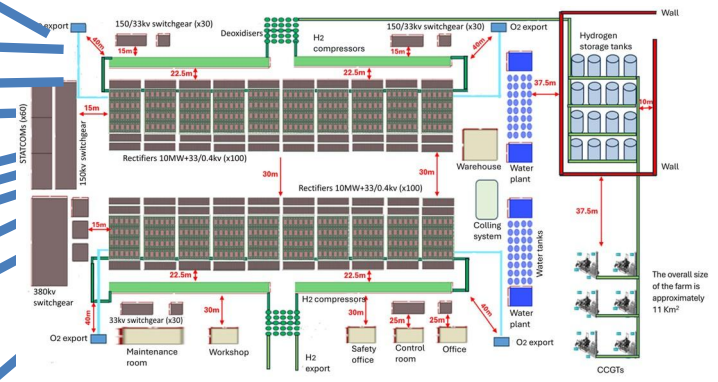 export
150/33kv switchgear (x30)
Deoxidisers
H2
compressors
150/33kv switchgear (x30)
O2 export
Wall
40m
15m
15m
40m
Hydrogen
storage tanks
22.5m
22.5m
37.5m
10m
15m
STATCOMs (x60)
150kv switchgear
Rectifiers 10MW+33/0.4kv (x100)
Warehouse
Water
plant
Wall
30m
30m
Rectifiers 10MW+33/0.4kv (x100)
Colling
system
37.5m
15m
Water tanks
380kv
switchgear
22.5m
22.5m
The overall size
of the farm is
approximately
11 Km²
H2 compressors
40m
33kv switchgear (x30)
30m
30m
25m
25m
40m
Water
plant
O2 export
Maintenance
room
Workshop
H2
export
Safety
office
Control
room
Office
O2 export
CCGTs